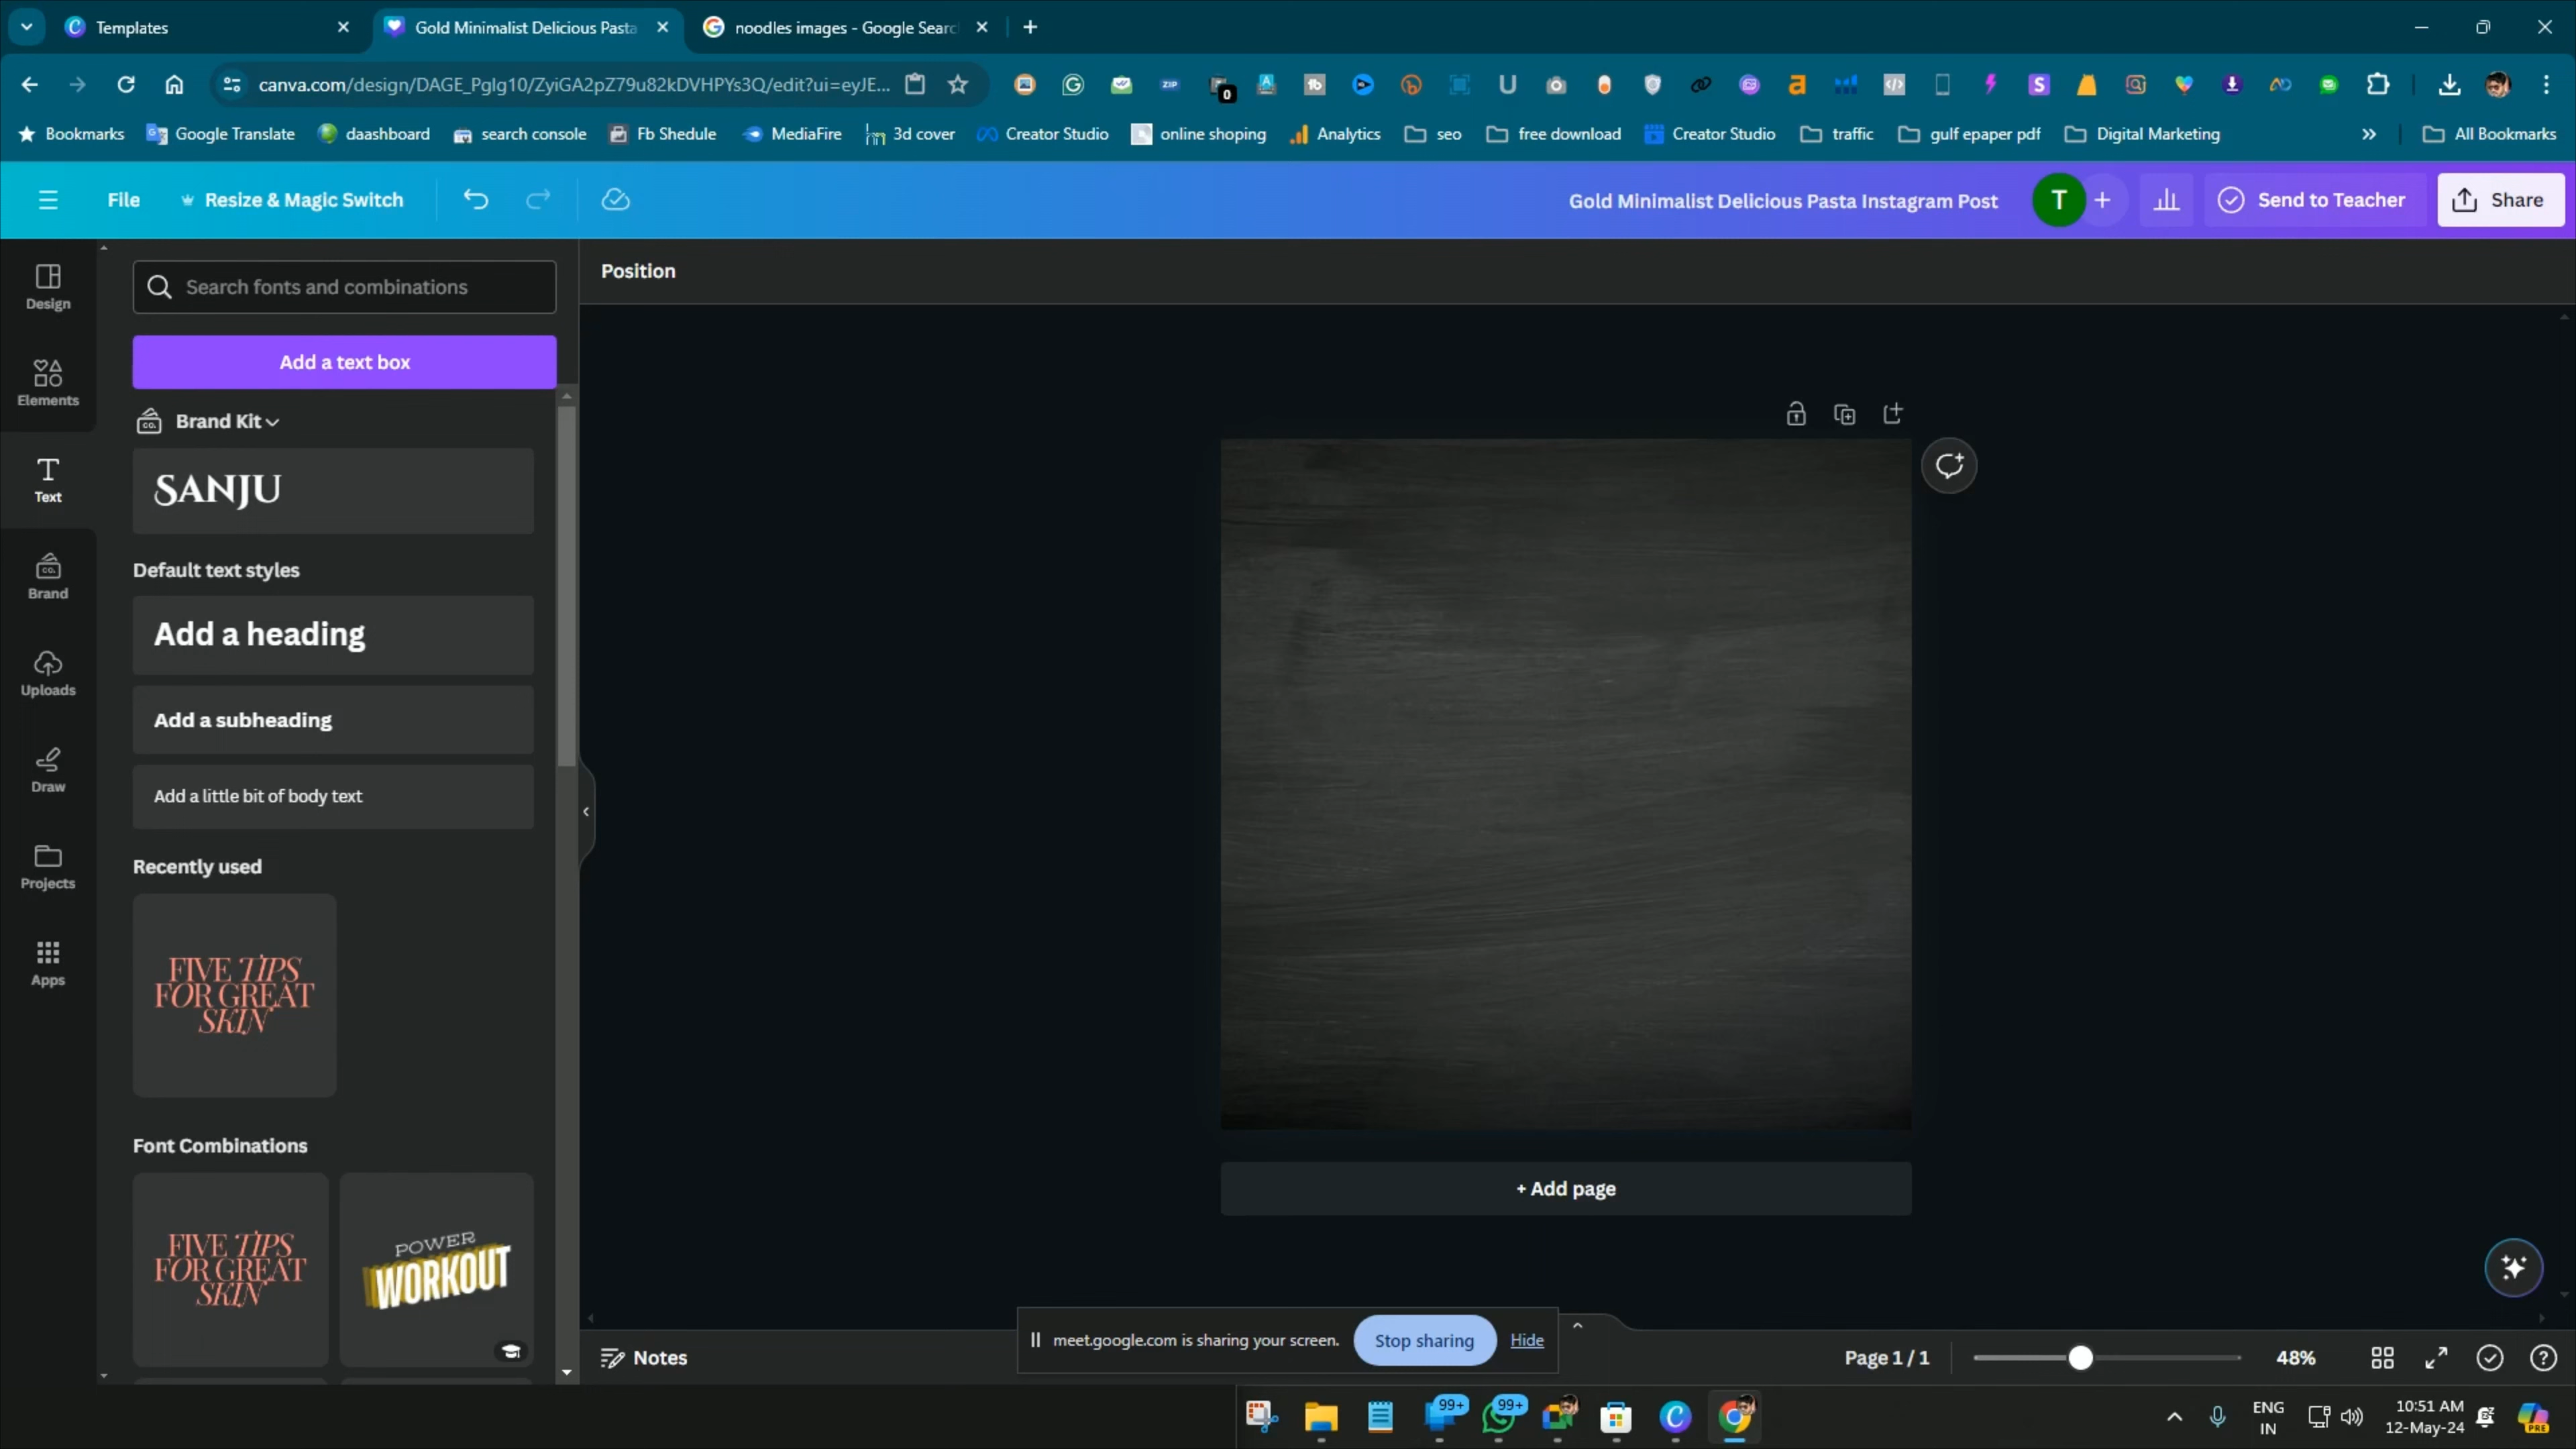 Templates
Gold Minimalist Delicious Pasta
noodles images - Google Searc
canva.com/design/DAGE_PgIg10/ZyiGA2pZ79u82kDVHPYs3Q/edit?ui=eyJE...
ZIP
0
Bookmarks
Google Translate
daashboard
search console
Fb Shedule
MediaFire
3d cover
Creator Studio
online shoping
Analytics
seo
free download
Creator Studio
traffic
gulf epaper pdf
Digital Marketing
All Bookmarks
File
Resize & Magic Switch
Gold Minimalist Delicious Pasta Instagram Post
T
Send to Teacher
Share
Design
Elements
Text
Brand
Uploads
Draw
Projects
Apps
Search fonts and combinations
Add a text box
Brand Kit
SANJU
Default text styles
Add a heading
Add a subheading
Add a little bit of body text
Recently used
FIVE TIPS
FOR GREAT
SKIN
Font Combinations
FIVE TIPS
FOR GREAT
SKIN
POWER
WORKOUT
Position
+ Add page
Notes
meet.google.com is sharing your screen.
Stop sharing
Hide
Page 1 / 1
48%
99+
99+
ENG
IN
10:51 AM
12-May-24
PRE